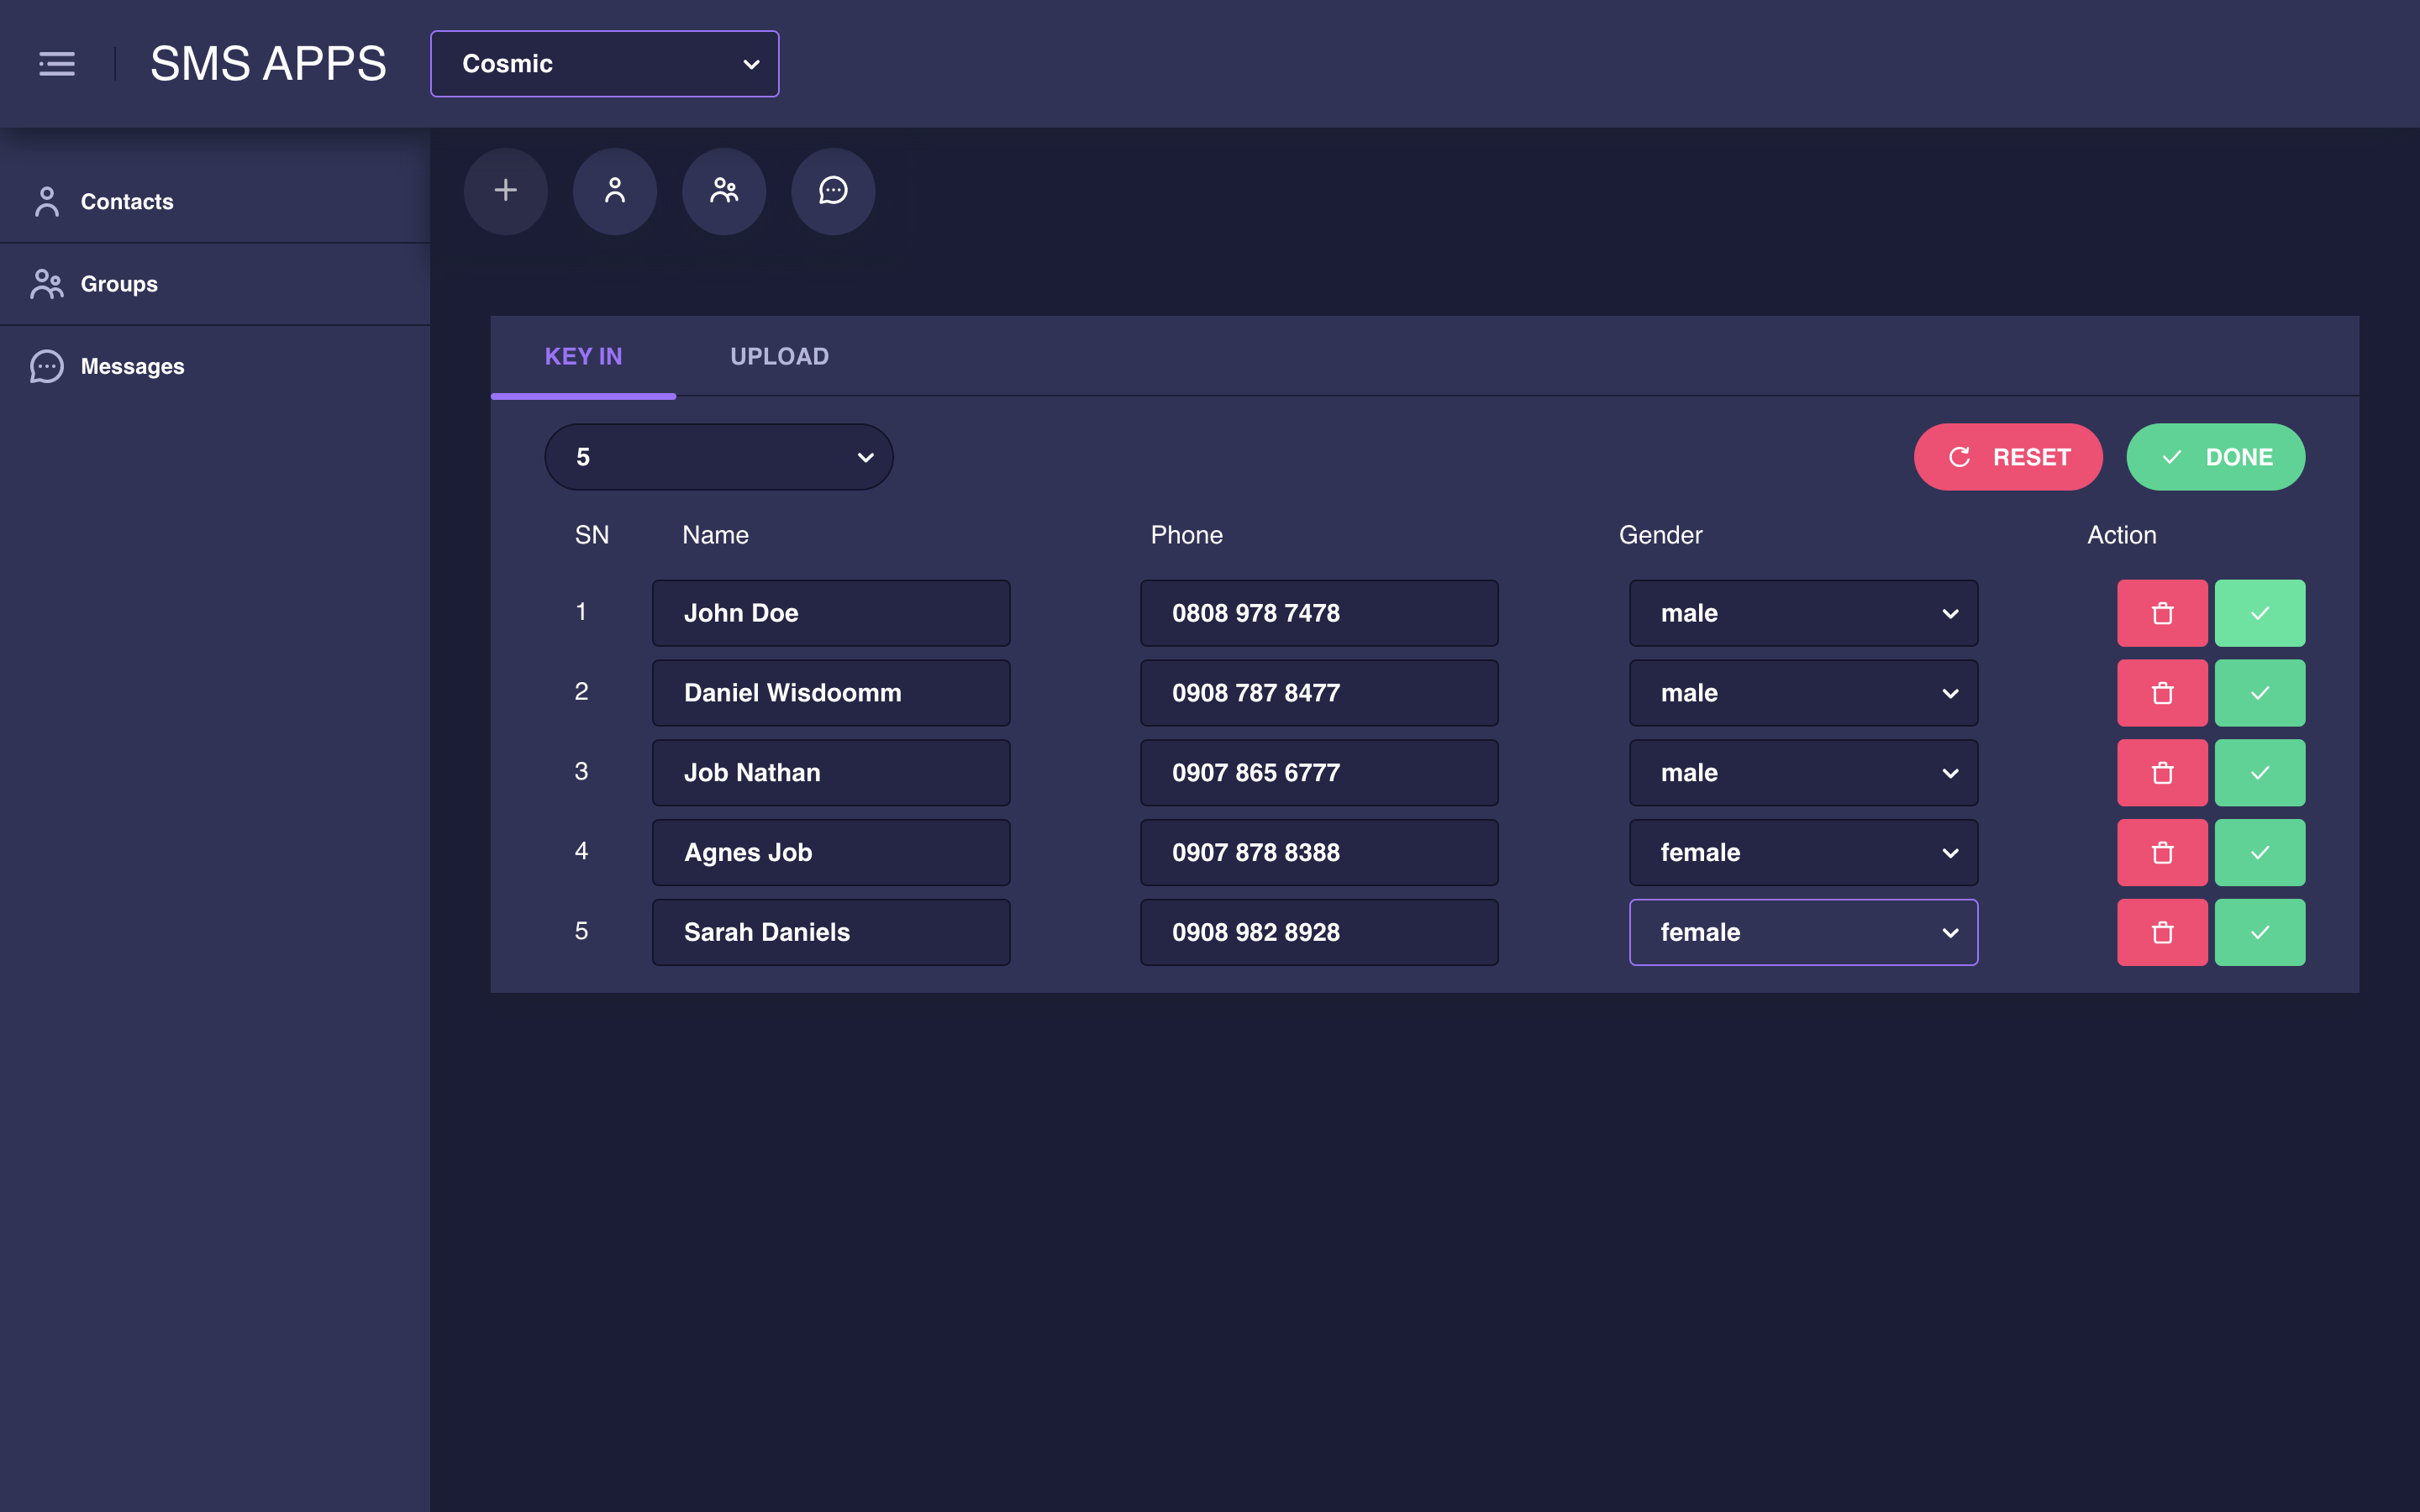 SMS APPS Cosmic
Contacts
Groups
Messages
KEY IN UPLOAD
5 RESET DONE
SN Name Phone Gender Action
1 John Doe 0808 978 7478 male
2 Daniel Wisdoomm 0908 787 8477 male
3 Job Nathan 0907 865 6777 male
4 Agnes Job 0907 878 8388 female
5 Sarah Daniels 0908 982 8928 female